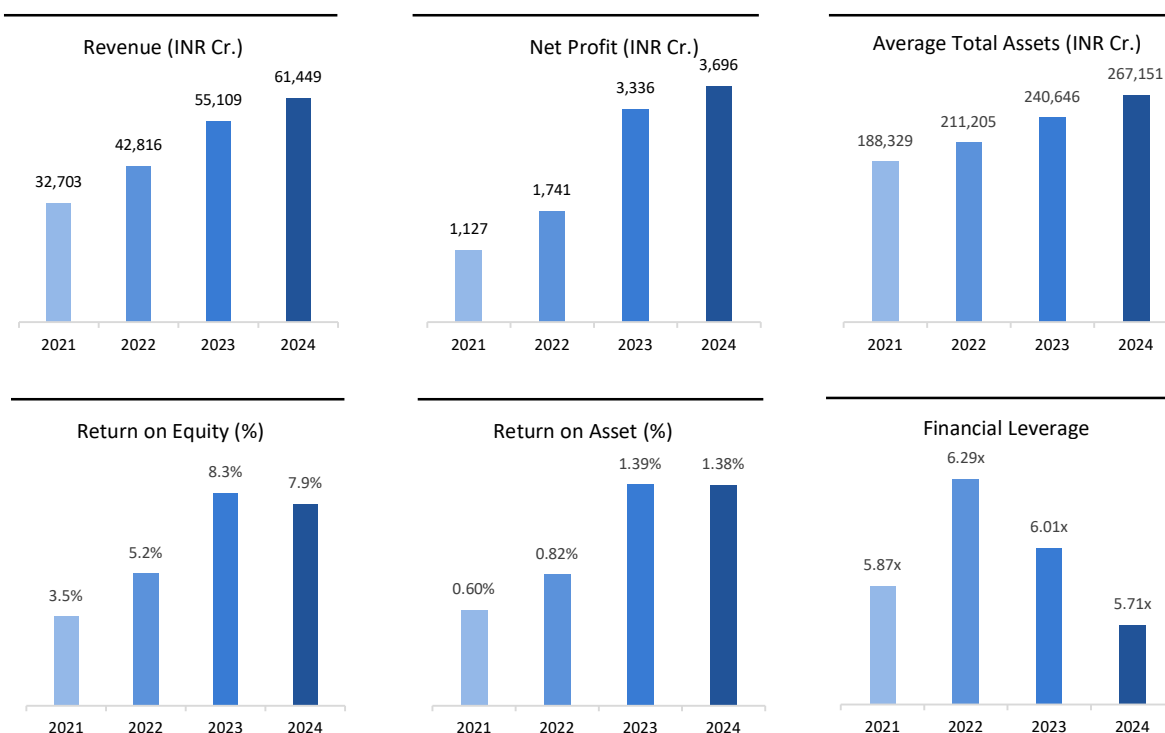 Revenue (INR Cr.)
61,449
55,109
42,816
32,703
2021 2022 2023 2024
Net Profit (INR Cr.)
3,696
3,336
1,741
1,127
2021 2022 2023 2024
Average Total Assets (INR Cr.)
267,151
240,646
211,205
188,329
2021 2022 2023 2024
Return on Equity (%)
8.3%
7.9%
5.2%
3.5%
2021 2022 2023 2024
Return on Asset (%)
1.39% 1.38%
0.82%
0.60%
2021 2022 2023 2024
Financial Leverage
6.29x
6.01x
5.87x
5.71x
2021 2022 2023 2024